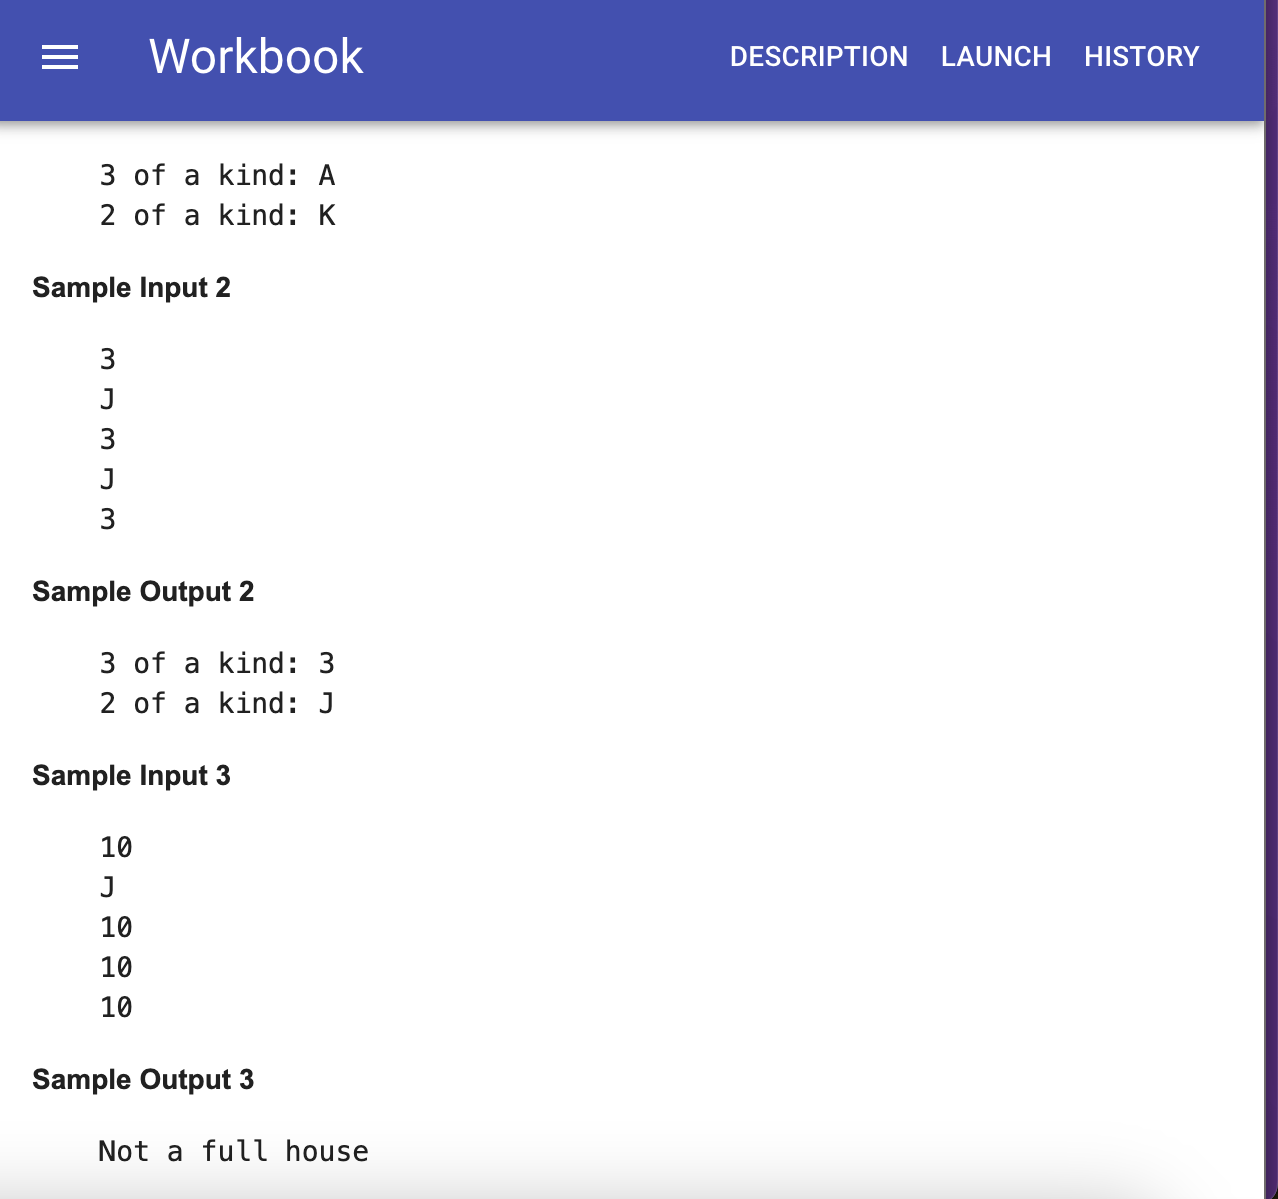 Workbook
DESCRIPTION LAUNCH HISTORY
3 of a kind: A
2 of a kind: K
Sample Input 2
3
J
3
J
3
Sample Output 2
3 of a kind: 3
2 of a kind: J
Sample Input 3
10
J
10
10
10
Sample Output 3
Not a full house